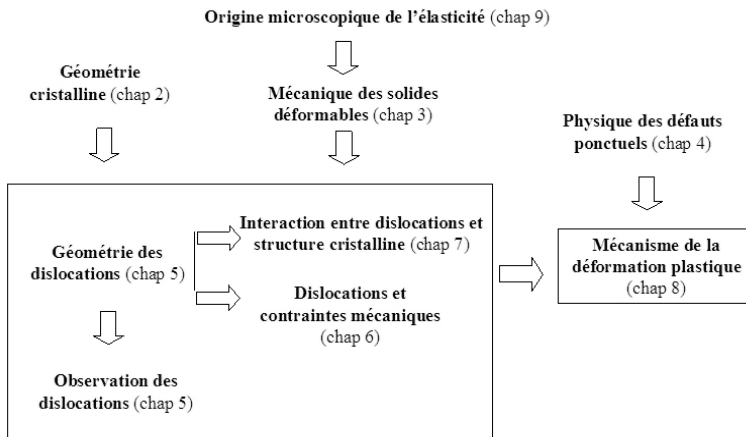 Origine microscopique de l'élasticité (chap 9)
Géométrie
cristalline (chap 2)
Mécanique des solides
déformables (chap 3)
Physique des défauts
ponctuels (chap 4)
Géométrie des
dislocations (chap 5)
Interaction entre dislocations et
structure cristalline (chap 7)
Dislocations et
contraintes mécaniques
(chap 6)
Observation des
dislocations (chap 5)
Mécanisme de la
déformation plastique
(chap 8)